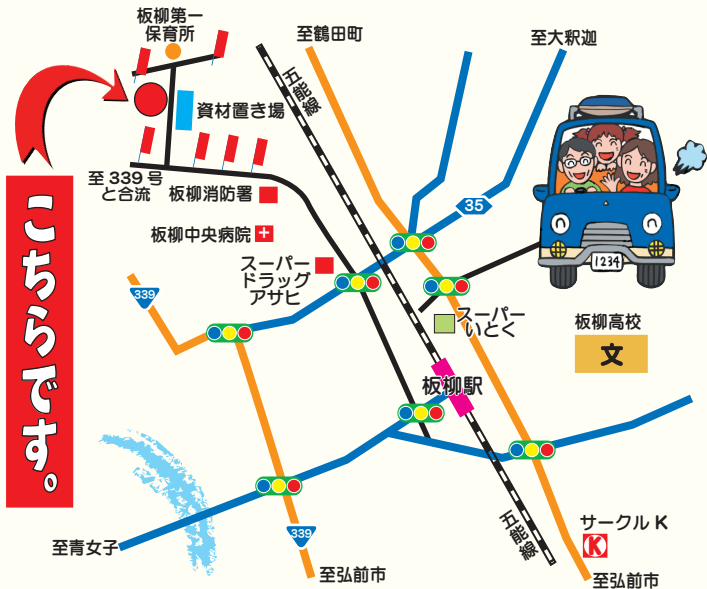 板柳第一
保育所
至鶴田町
至大釈迦
五能線
資材置き場
至339号
と合流
板柳消防署
35
板柳中央病院
スーパー
ドラッグ
アサヒ
1234
339
スーパー
いとく
板柳高校
文
板柳駅
こちらです。
339
五能線
サークルK
K
至青女子
至弘前市
至弘前市